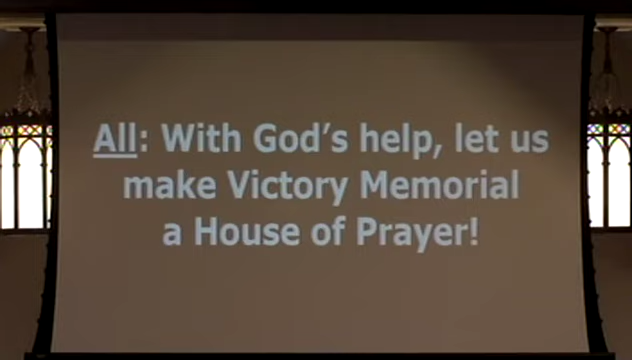 All: With God's help, let us
make Victory Memorial
a House of Prayer!